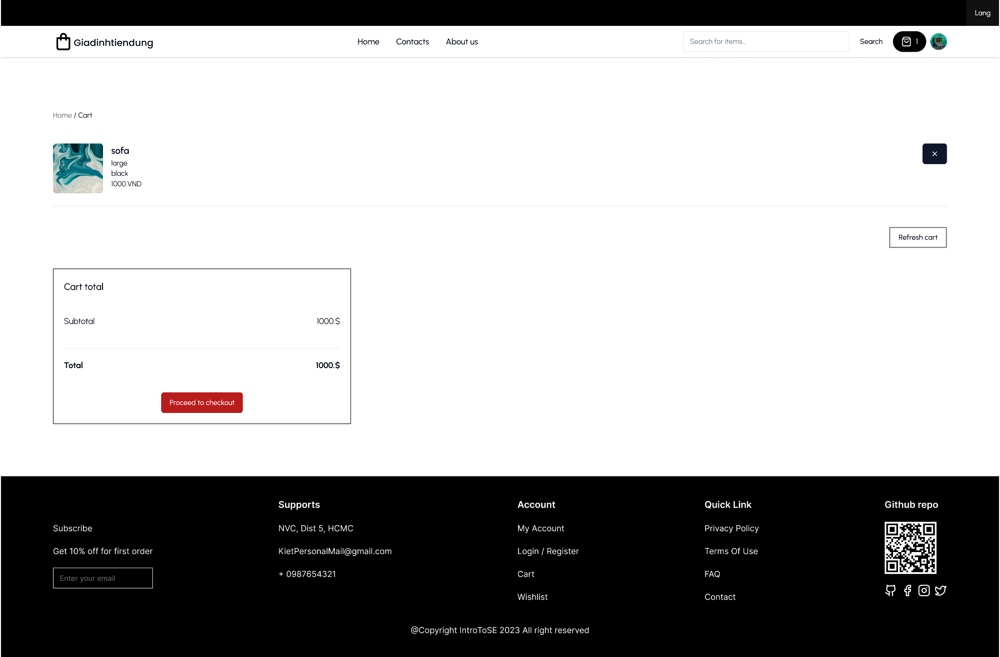 Lang
Giadinhtiendung
Home Contacts About us
Search for items...
Search
1
Home / Cart
sofa
large
black
1000.VND
Refresh cart
Cart total
Subtotal 1000.$
Total 1000.$
Proceed to checkout
Subscribe
Get 10% off for first order
Enter your email
Supports
NVC, Dist 5, HCMC
KietPersonalMail@gmail.com
+ 0987654321
Account
My Account
Login / Register
Cart
Wishlist
Quick Link
Privacy Policy
Terms Of Use
FAQ
Contact
Github repo
@Copyright IntroToSE 2023 All right reserved